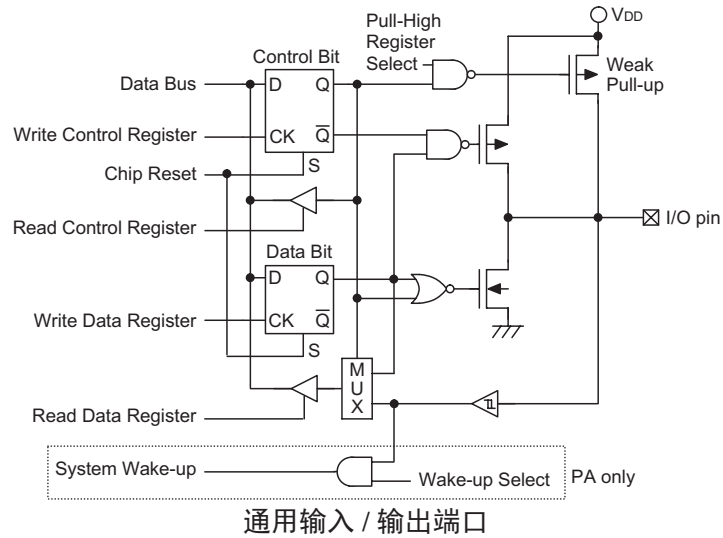 VDD
Pull-High
Register
Select
Control Bit
Weak
Pull-up
Data Bus
D
Q
Write Control Register
CK
Q
S
Chip Reset
Read Control Register
I/O pin
Data Bit
D
Q
Write Data Register
CK
Q
S
M
U
X
Read Data Register
System Wake-up
Wake-up Select
PA only
通用输入 / 输出端口